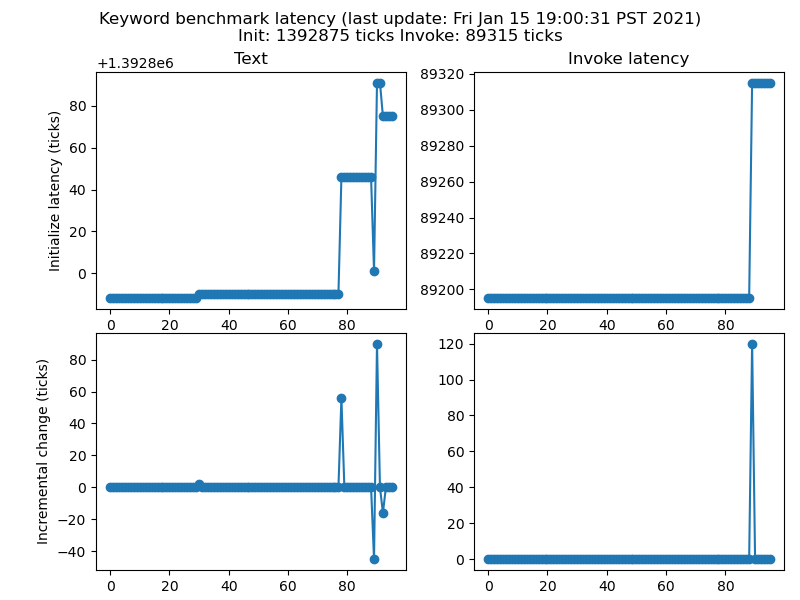 Keyword benchmark latency (last update: Fri Jan 15 19:00:31 PST 2021)
Init: 1392875 ticks Invoke: 89315 ticks
Text
+1.3928e6
Initialize latency (ticks)
80
60
40
20
0
0 20 40 60 80
Invoke latency
89320
89300
89280
89260
89240
89220
89200
0 20 40 60 80
Incremental change (ticks)
80
60
40
20
0
−20
−40
0 20 40 60 80
120
100
80
60
40
20
0
0 20 40 60 80